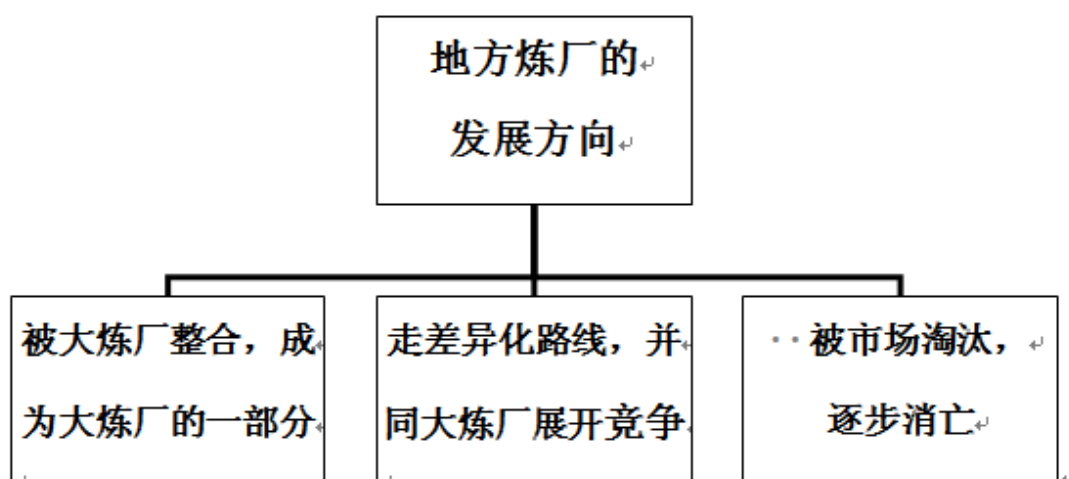 地方炼厂的
发展方向
被大炼厂整合，成
为大炼厂的一部分
走差异化路线，并
同大炼厂展开竞争
被市场淘汰，
逐步消亡